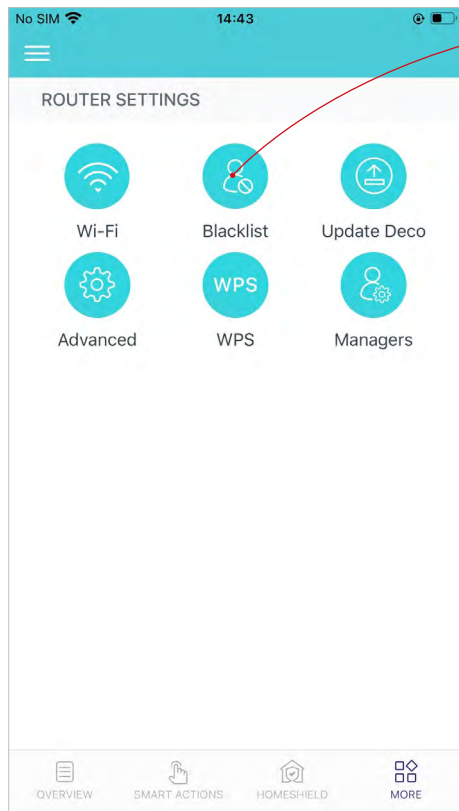 No SIM 14:43
ROUTER SETTINGS
Wi-Fi Blacklist Update Deco
WPS
Advanced WPS Managers
OVERVIEW SMART ACTIONS HOMESHIELD MORE